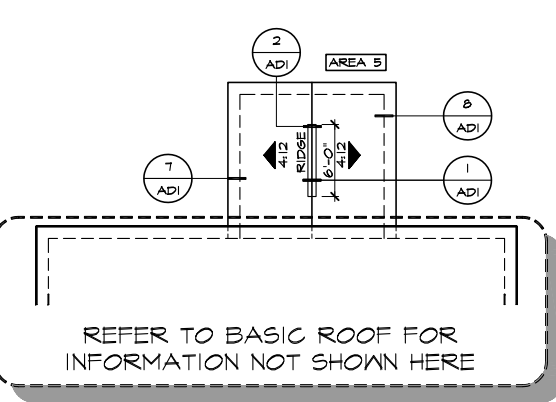 2
ADI
AREA 5
8
ADI
4:12
RIDGE
6'-0"
4:12
7
ADI
1
ADI
REFER TO BASIC ROOF FOR
INFORMATION NOT SHOWN HERE